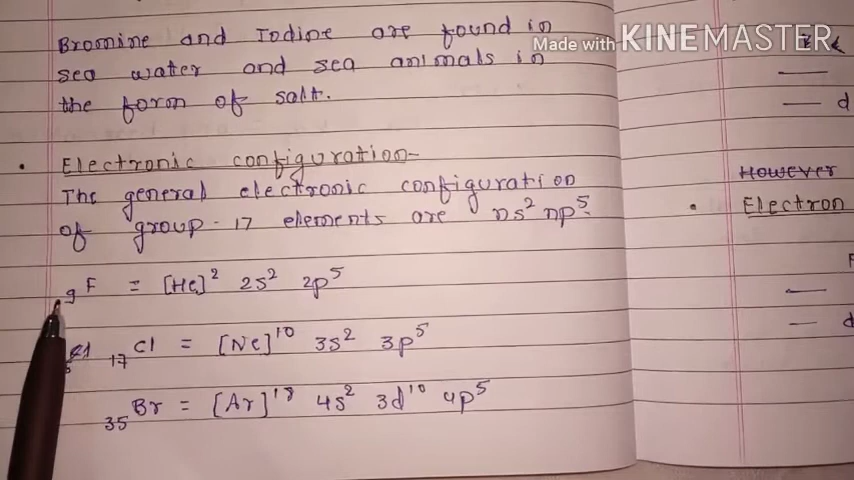 Bromine and Iodine are found in
Made with KINEMASTER
sea water and sea animals in
the form of salt.
• Electronic configuration-
The general electronic configuration
of group-17 elements are ns² np⁵.
₉F = [He]² 2s² 2p⁵
₁₇Cl = [Ne]¹⁰ 3s² 3p⁵
₃₅Br = [Ar]¹⁸ 4s² 3d¹⁰ 4p⁵
d
However
• Electron
d